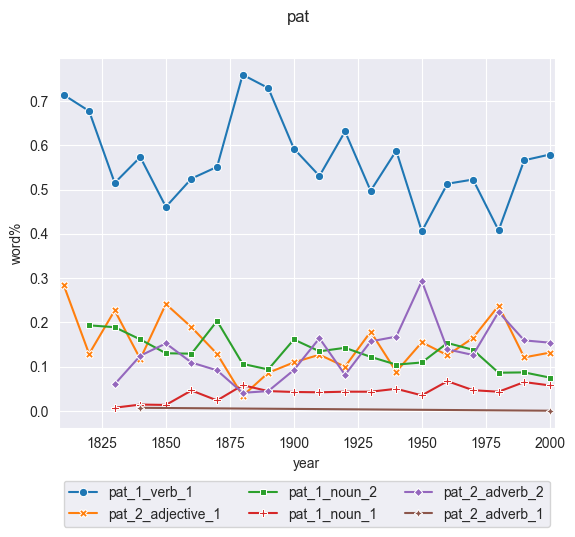 pat
0.7
0.6
0.5
0.4
0.3
0.2
0.1
0.0
word%
1825 1850 1875 1900 1925 1950 1975 2000
year
pat_1_verb_1 pat_1_noun_2 pat_2_adverb_2
pat_2_adjective_1 pat_1_noun_1 pat_2_adverb_1